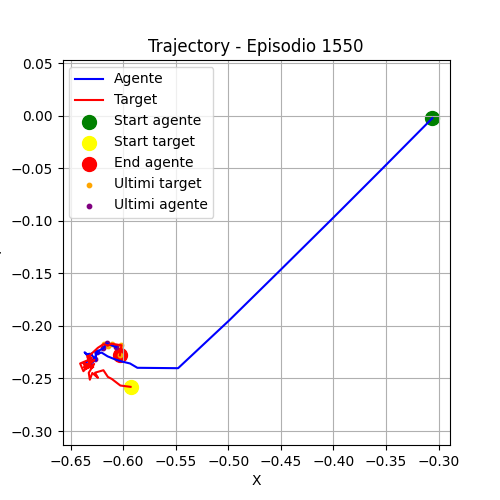 Trajectory - Episodio 1550
Agente
Target
Start agente
Start target
End agente
Ultimi target
Ultimi agente
0.05
0.00
−0.05
−0.10
−0.15
−0.20
−0.25
−0.30
−0.65 −0.60 −0.55 −0.50 −0.45 −0.40 −0.35 −0.30
X